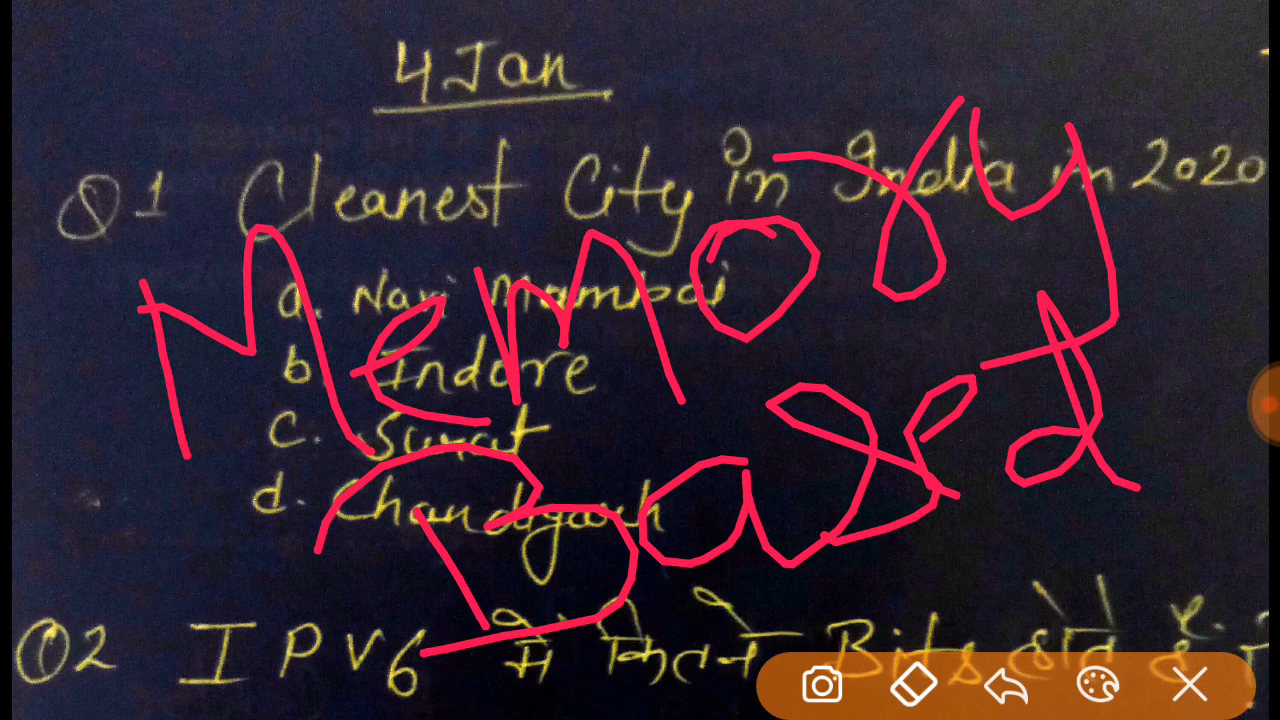 4 Jan
Q1 Cleanest City in India in 2020
a. Navi Mumbai
b Indore
c. Surat
d. Chandigarh
Memory
Based
Q2 IPV6 में कितने Bits होते है.?